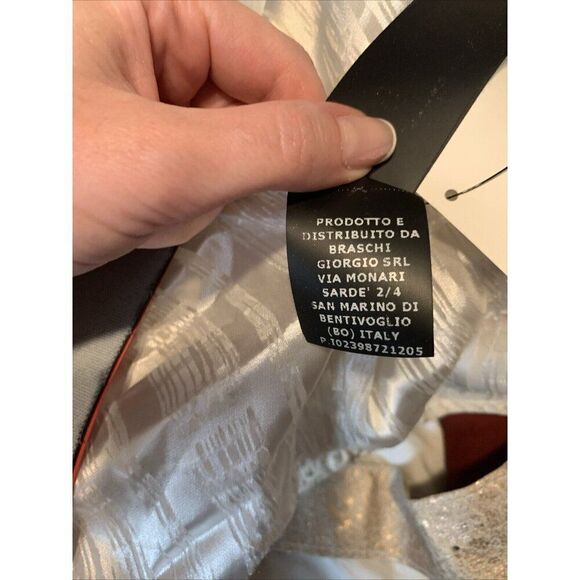 PRODOTTO E
DISTRIBUITO DA
BRASCHI
GIORGIO SRL
VIA MONARI
SARDE' 2/4
SAN MARINO DI
BENTIVOGLIO
(BO) ITALY
P.I02398721205